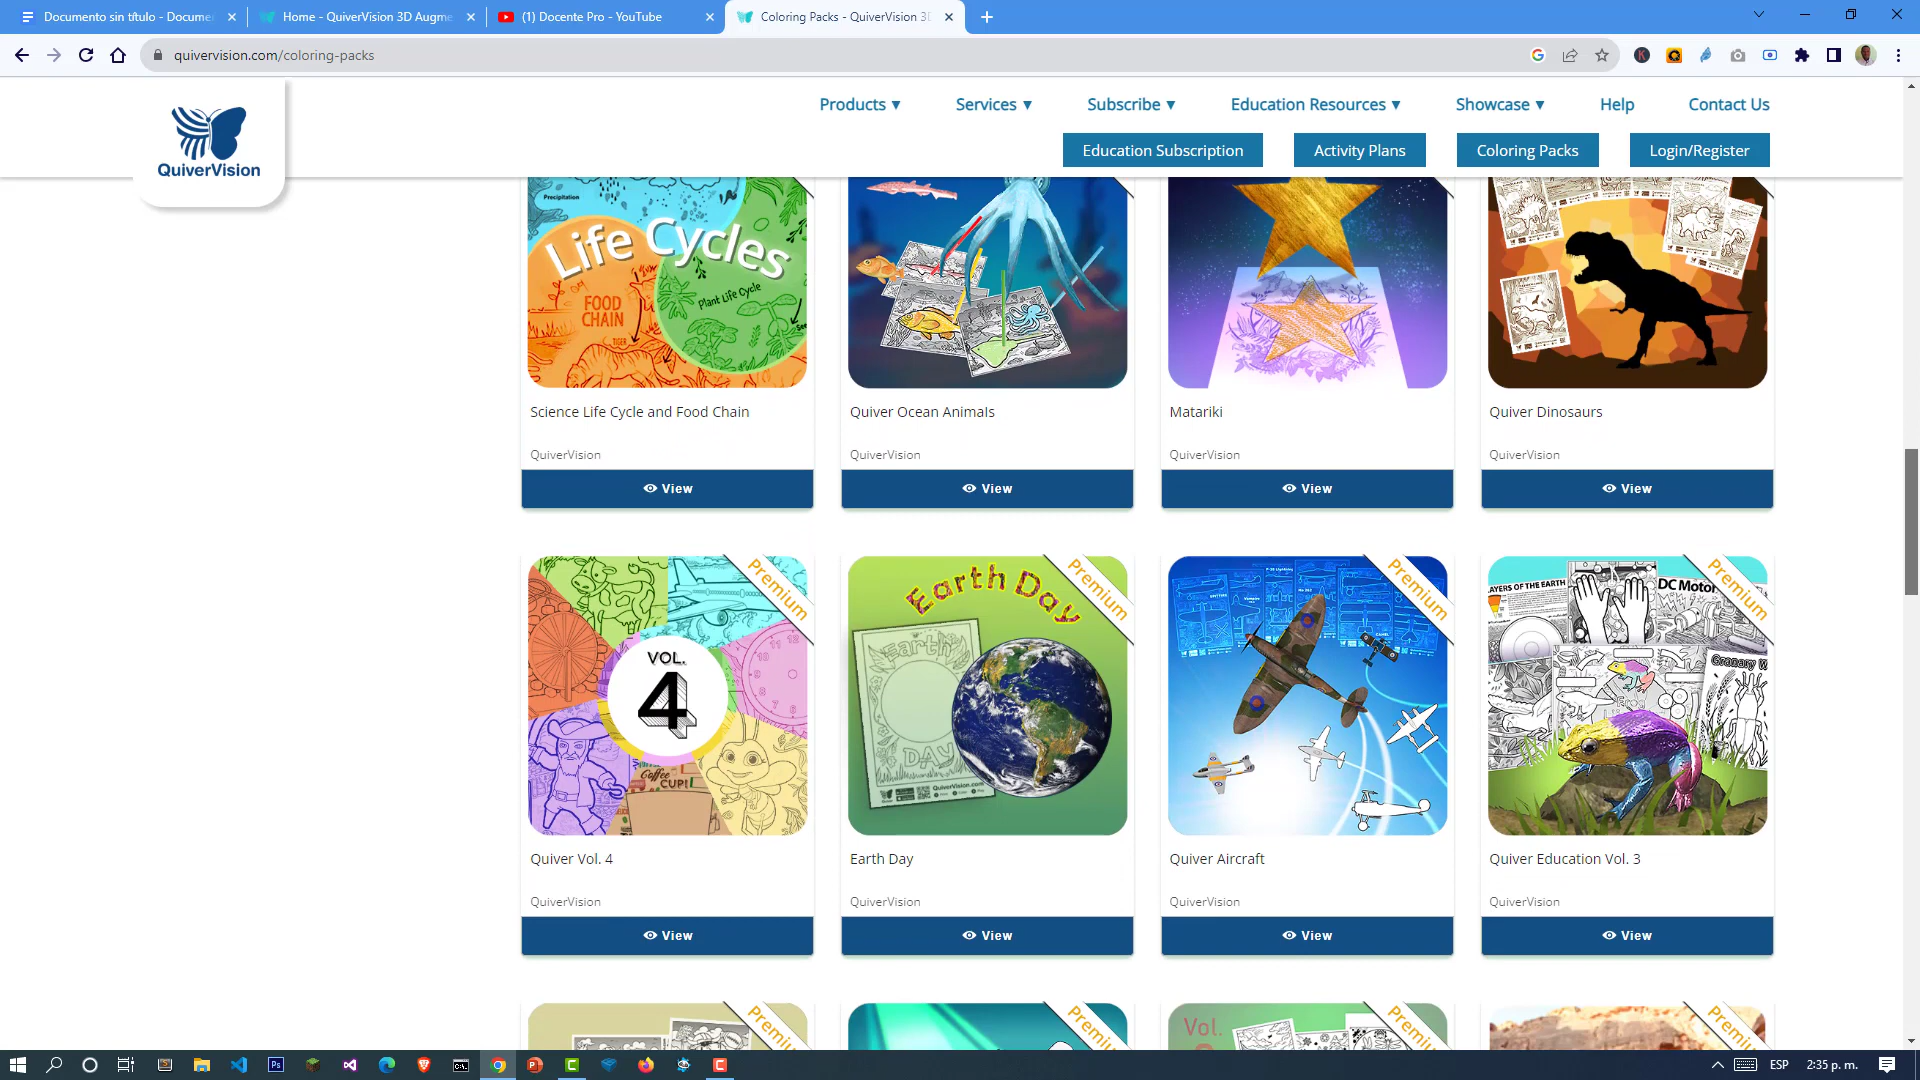 Documento sin título - Docume
Home - QuiverVision 3D Augme
(1) Docente Pro - YouTube
Coloring Packs - QuiverVision 3D
quivervision.com/coloring-packs
QuiverVision
Products ▼
Services ▼
Subscribe ▼
Education Resources ▼
Showcase ▼
Help
Contact Us
Education Subscription
Activity Plans
Coloring Packs
Login/Register
Precipitation
Life Cycles
FOOD
CHAIN
Plant Life Cycle
TIGER
Science Life Cycle and Food Chain
Quiver Ocean Animals
Matariki
Quiver Dinosaurs
QuiverVision
QuiverVision
QuiverVision
QuiverVision
View
View
View
View
Premium
VOL.
4
Coffee
CUP!
Premium
Earth Day
Earth
DAY
QuiverVision.com
Premium
Premium
LAYERS OF THE EARTH
DC Motor
Quiver Vol. 4
Earth Day
Quiver Aircraft
Quiver Education Vol. 3
QuiverVision
QuiverVision
QuiverVision
QuiverVision
View
View
View
View
Premium
Premium
Vol.
Premium
Premium
ESP
2:35 p. m.